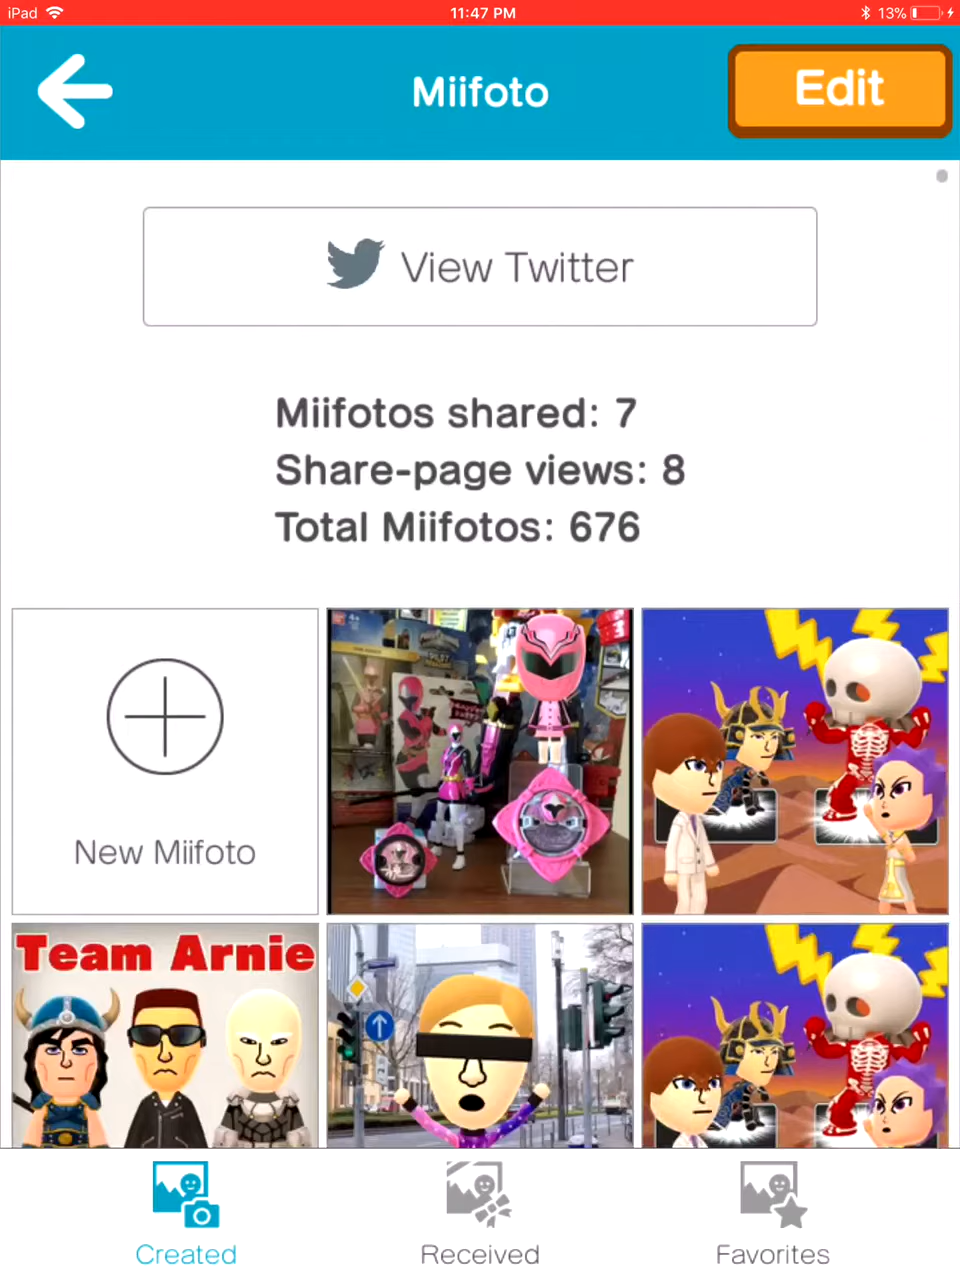 iPad
11:47 PM
13%
Miifoto
Edit
View Twitter
Miifotos shared: 7
Share-page views: 8
Total Miifotos: 676
New Miifoto
Team Arnie
Created
Received
Favorites